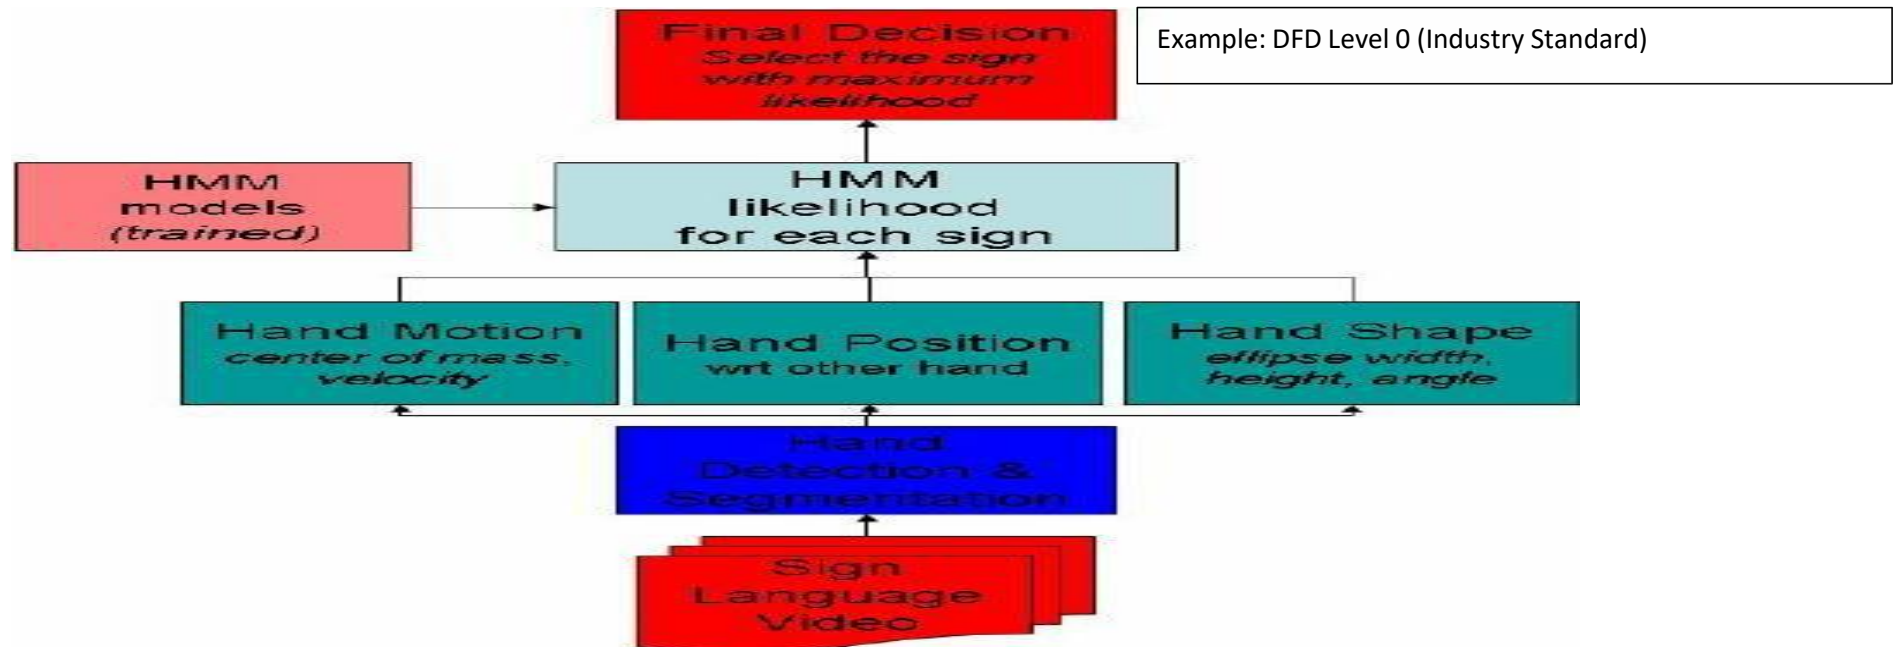 Final Decision
Select the sign
with maximum
likelihood
Example: DFD Level 0 (Industry Standard)
HMM
models
(trained)
HMM
likelihood
for each sign
Hand Motion
center of mass,
velocity
Hand Position
wrt other hand
Hand Shape
ellipse width,
height, angle
Hand
Detection &
Segmentation
Sign
Language
Video